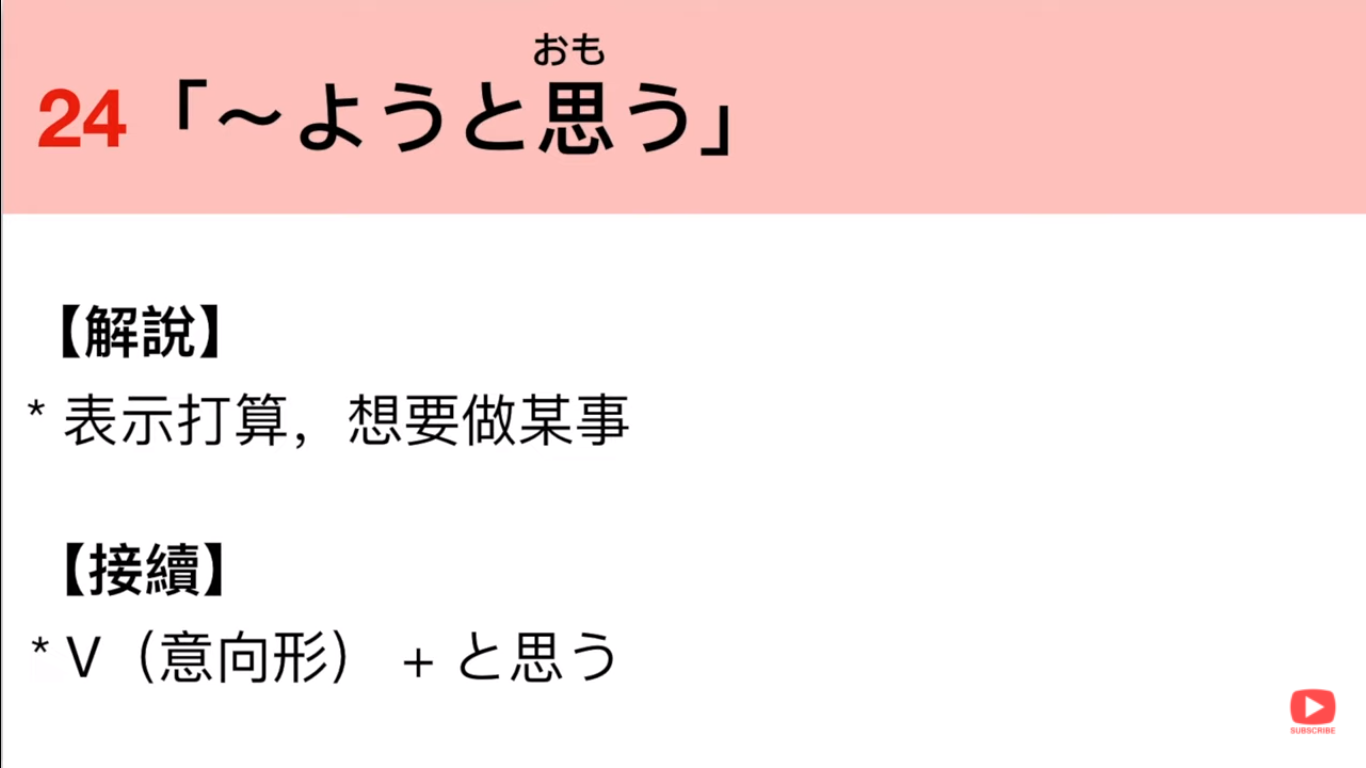 おも
24「～ようと思う」
【解說】
* 表示打算，想要做某事
【接續】
* V（意向形） + と思う
SUBSCRIBE